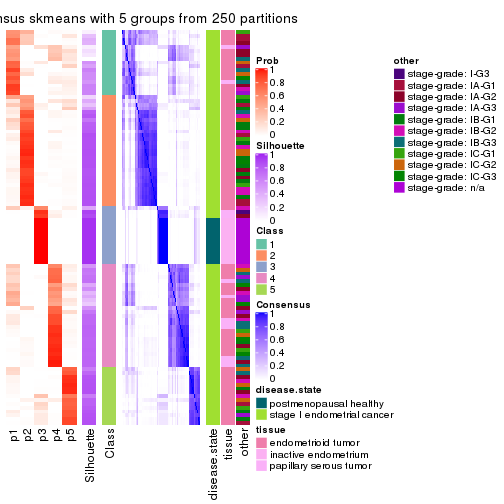 nsus skmeans with 5 groups from 250 partitions
Prob
1
0.8
0.6
0.4
0.2
0
Silhouette
1
0.8
0.6
0.4
0.2
0
Class
1
2
3
4
5
Consensus
1
0.8
0.6
0.4
0.2
0
disease.state
postmenopausal healthy
stage I endometrial cancer
tissue
endometrioid tumor
inactive endometrium
papillary serous tumor
other
stage-grade: I-G3
stage-grade: IA-G1
stage-grade: IA-G2
stage-grade: IA-G3
stage-grade: IB-G1
stage-grade: IB-G2
stage-grade: IB-G3
stage-grade: IC-G1
stage-grade: IC-G2
stage-grade: IC-G3
stage-grade: n/a
p1
p2
p3
p4
p5
Silhouette
Class
disease.state
tissue
other